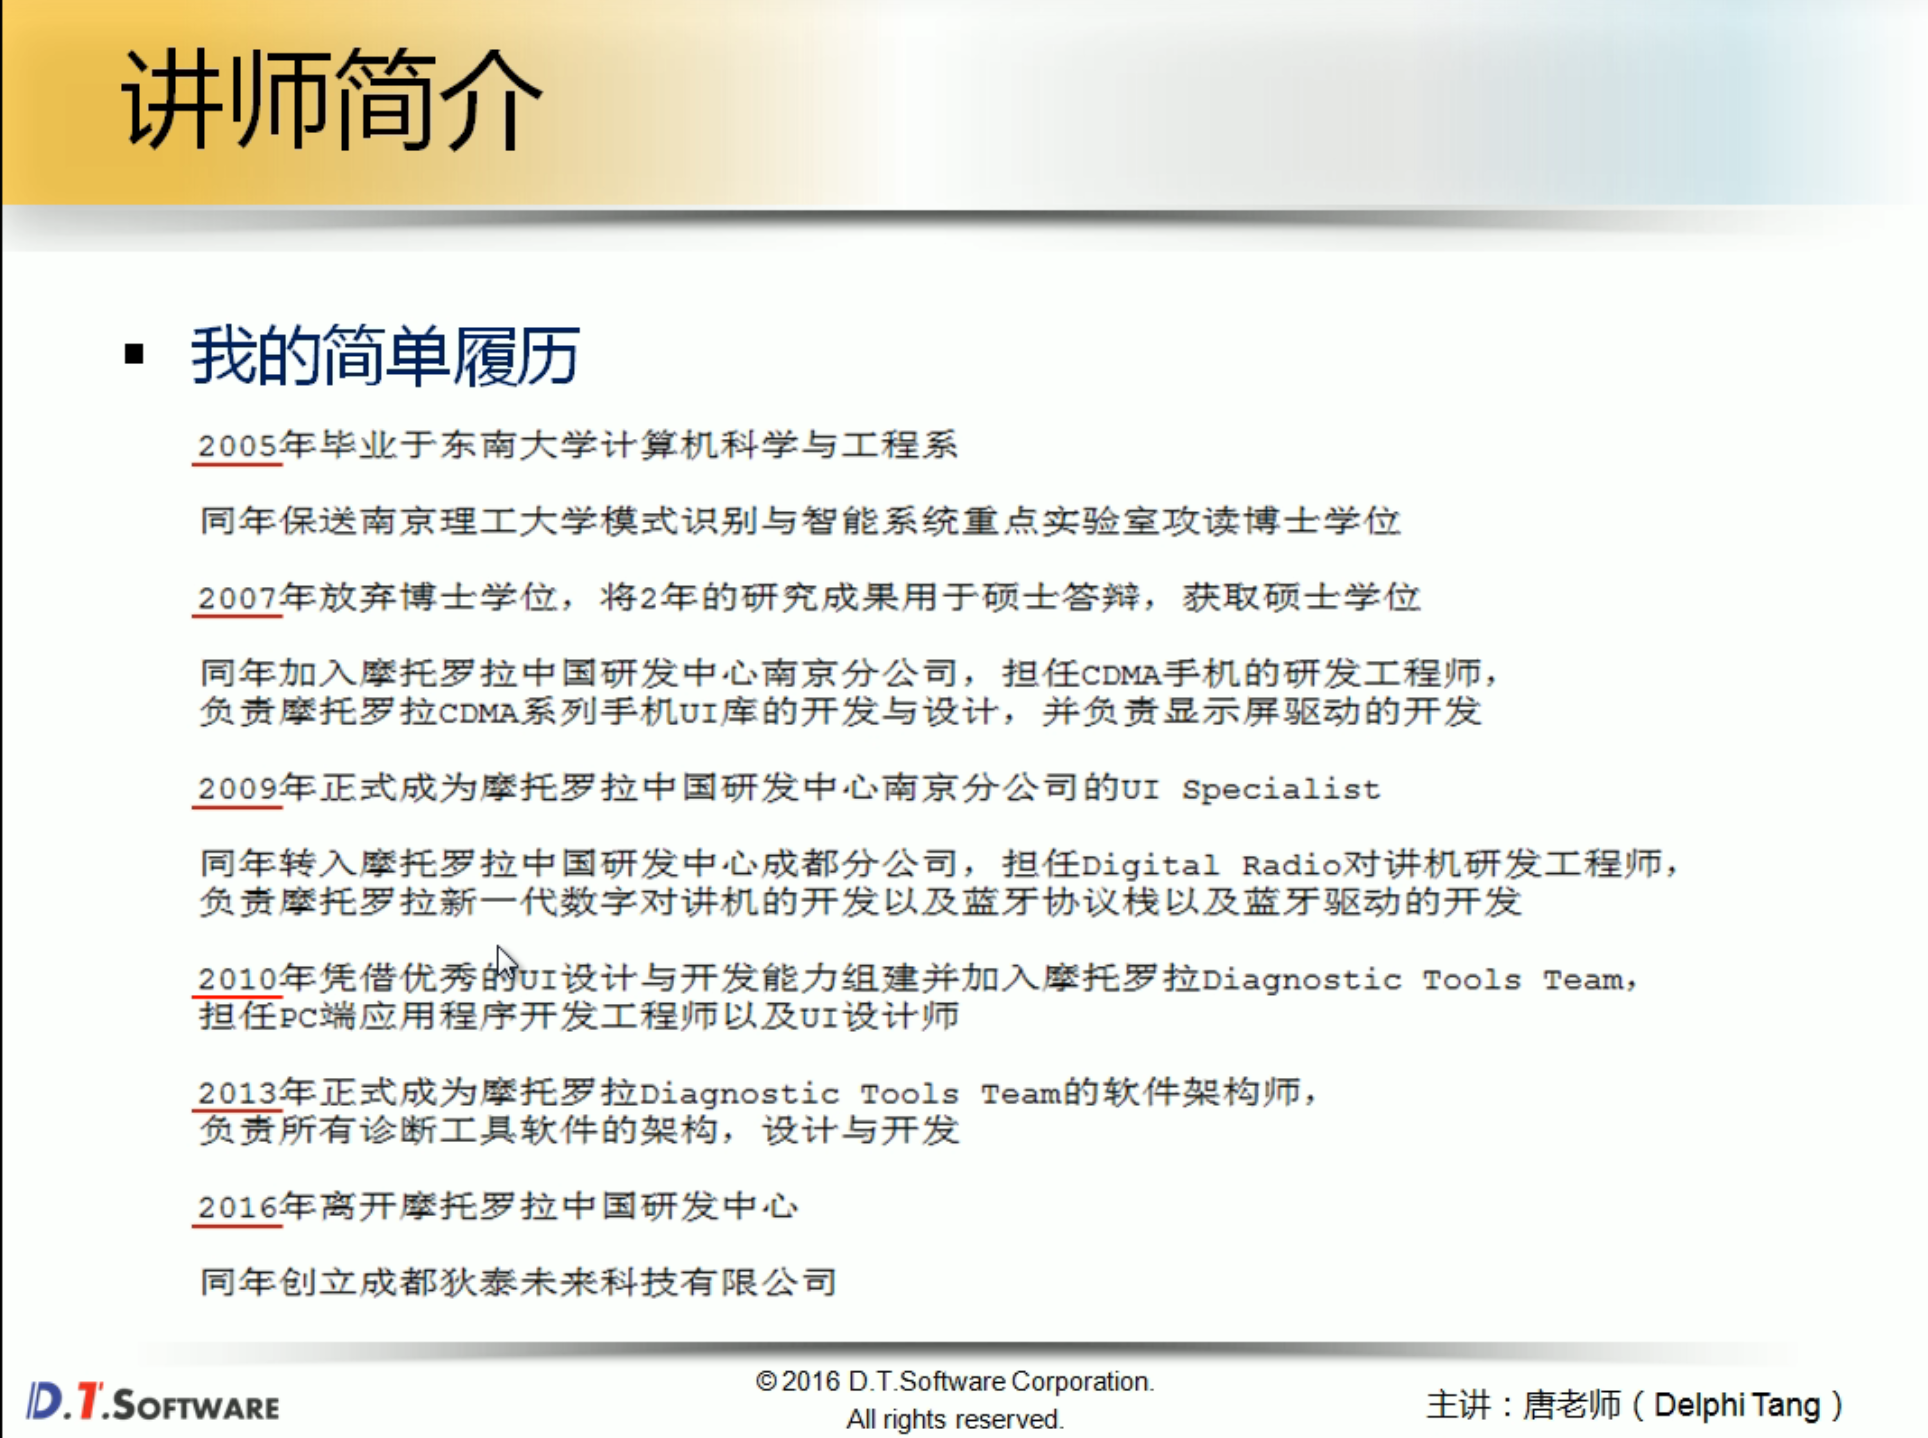 讲师简介
▪ 我的简单履历
2005年毕业于东南大学计算机科学与工程系
同年保送南京理工大学模式识别与智能系统重点实验室攻读博士学位
2007年放弃博士学位，将2年的研究成果用于硕士答辩，获取硕士学位
同年加入摩托罗拉中国研发中心南京分公司，担任CDMA手机的研发工程师，
负责摩托罗拉CDMA系列手机UI库的开发与设计，并负责显示屏驱动的开发
2009年正式成为摩托罗拉中国研发中心南京分公司的UI Specialist
同年转入摩托罗拉中国研发中心成都分公司，担任Digital Radio对讲机研发工程师，
负责摩托罗拉新一代数字对讲机的开发以及蓝牙协议栈以及蓝牙驱动的开发
2010年凭借优秀的UI设计与开发能力组建并加入摩托罗拉Diagnostic Tools Team，
担任PC端应用程序开发工程师以及UI设计师
2013年正式成为摩托罗拉Diagnostic Tools Team的软件架构师，
负责所有诊断工具软件的架构，设计与开发
2016年离开摩托罗拉中国研发中心
同年创立成都狄泰未来科技有限公司
D.T.SOFTWARE
© 2016 D.T.Software Corporation.
All rights reserved.
主讲：唐老师（Delphi Tang）